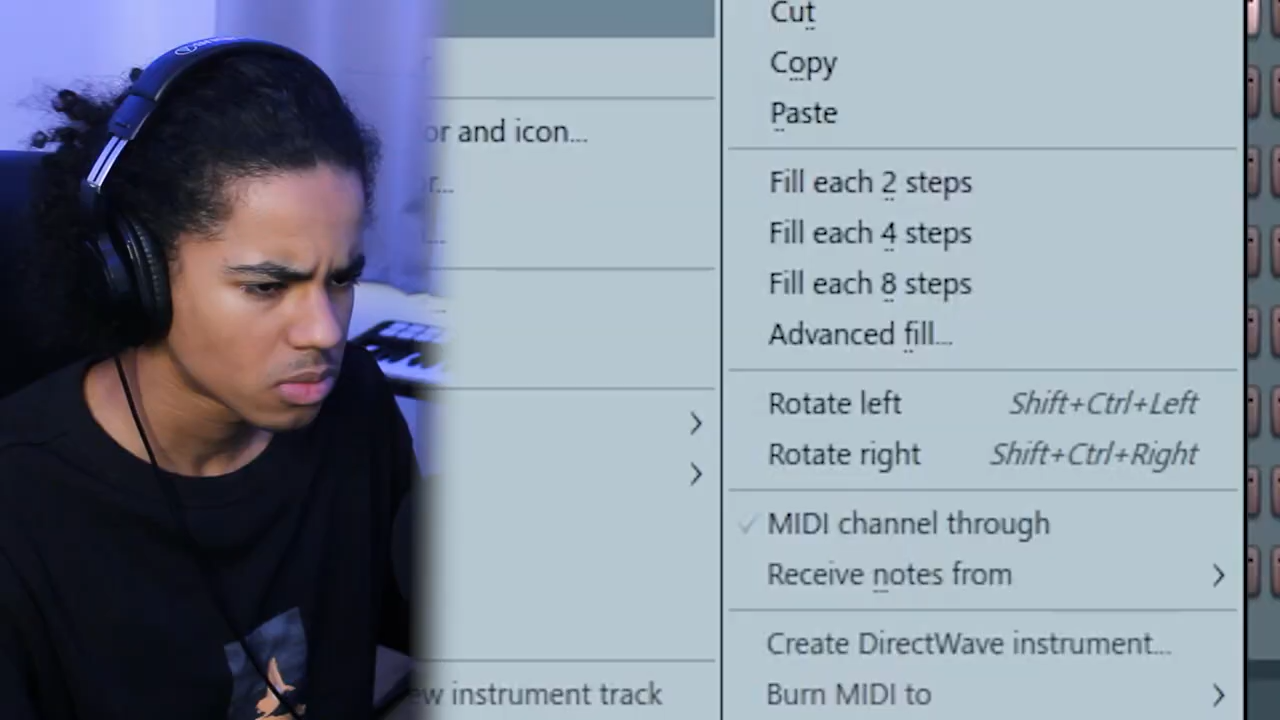 and icon...
Cut
Copy
Paste
Fill each 2 steps
Fill each 4 steps
Fill each 8 steps
Advanced fill...
Rotate left Shift+Ctrl+Left
Rotate right Shift+Ctrl+Right
MIDI channel through
Receive notes from
Create DirectWave instrument...
instrument track
Burn MIDI to